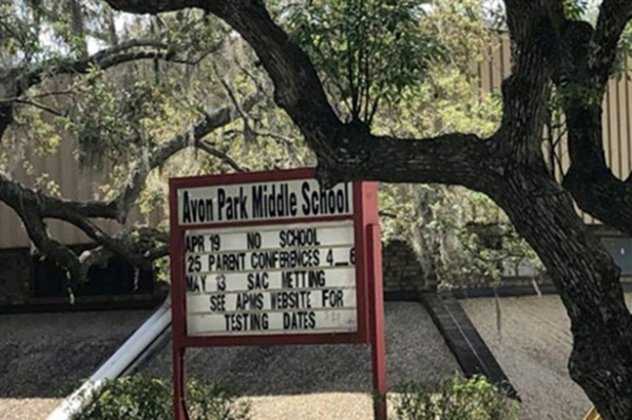 Avon Park Middle School
APR 19 NO SCHOOL
25 PARENT CONFERENCES 4_6
MAY 13 SAC METTING
SEE APMS WEBSITE FOR
TESTING DATES